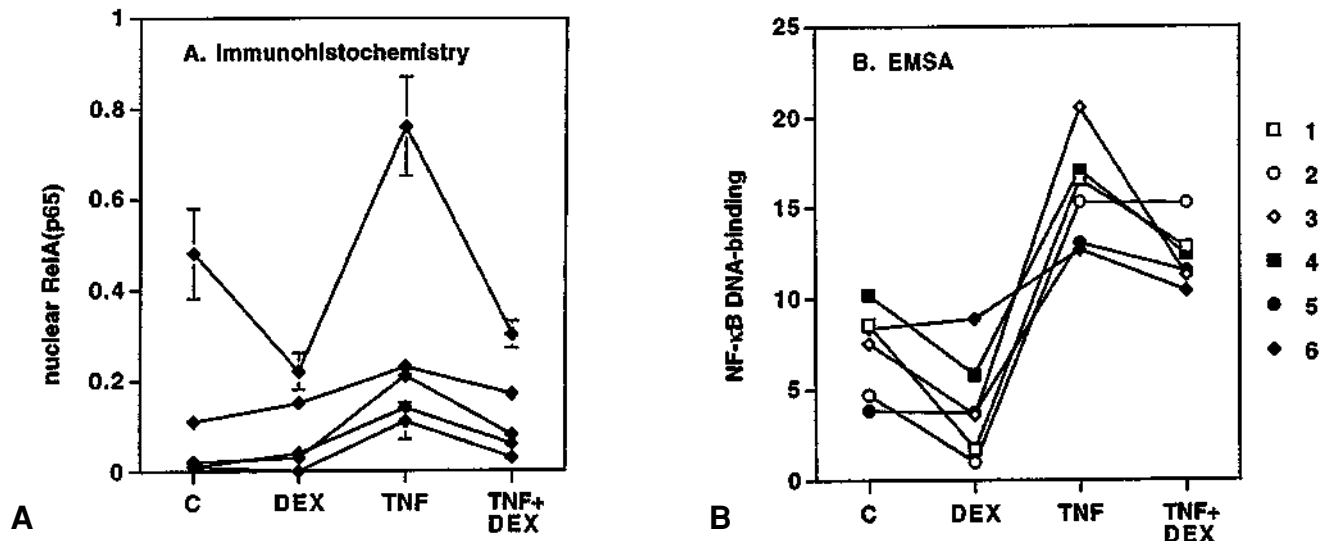 A. Immunohistochemistry
nuclear RelA(p65)
1
0.8
0.6
0.4
0.2
0
C
DEX
TNF
TNF+
DEX
A
B. EMSA
NF-κB DNA-binding
25
20
15
10
5
0
C
DEX
TNF
TNF+
DEX
1
2
3
4
5
6
B